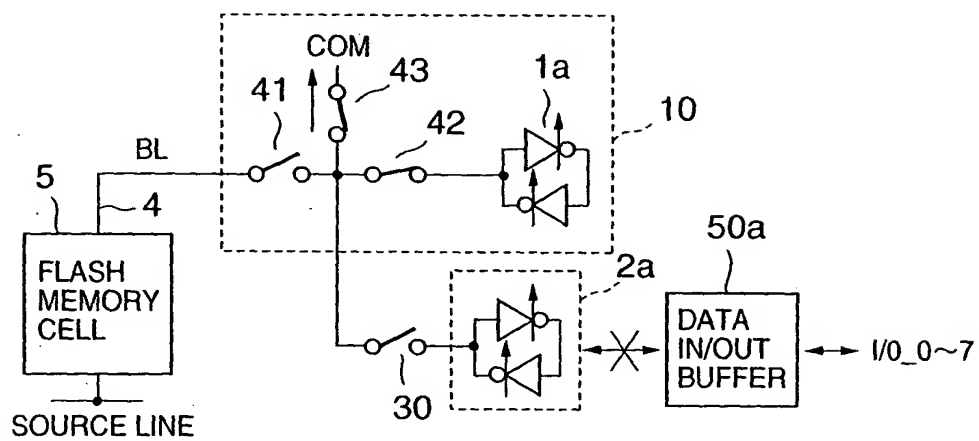 COM
43
1a
41
10
42
BL
5
4
50a
2a
FLASH
MEMORY
CELL
DATA
IN/OUT
BUFFER
I/0_0~7
30
SOURCE LINE